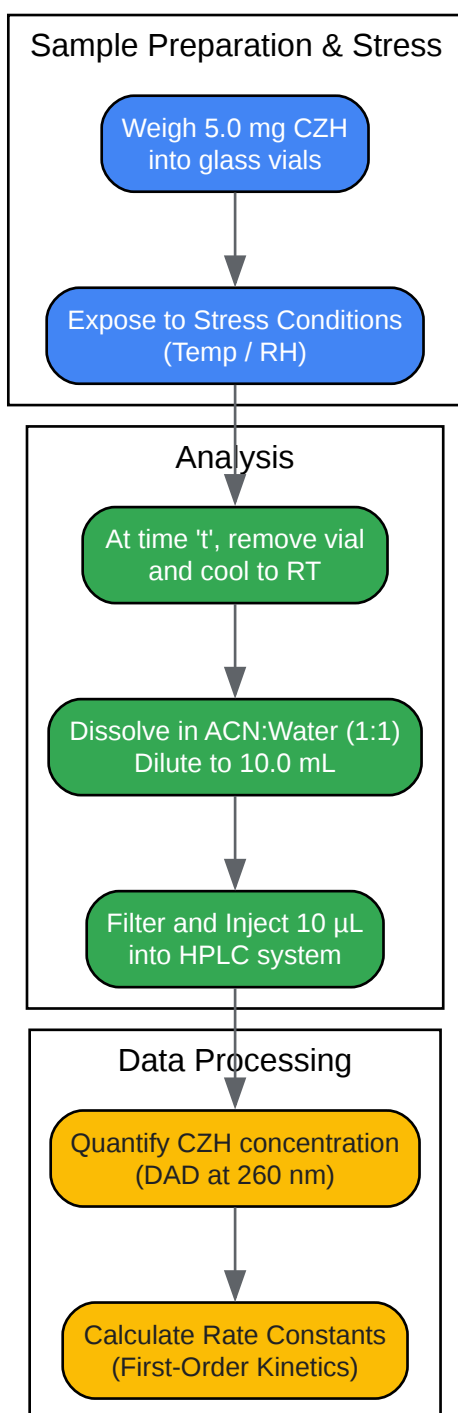 Sample Preparation & Stress
Weigh 5.0 mg CZH
into glass vials
Expose to Stress Conditions
(Temp / RH)
Analysis
At time 't', remove vial
and cool to RT
Dissolve in ACN:Water (1:1)
Dilute to 10.0 mL
Filter and Inject 10 µL
into HPLC system
Data Processing
Quantify CZH concentration
(DAD at 260 nm)
Calculate Rate Constants
(First-Order Kinetics)